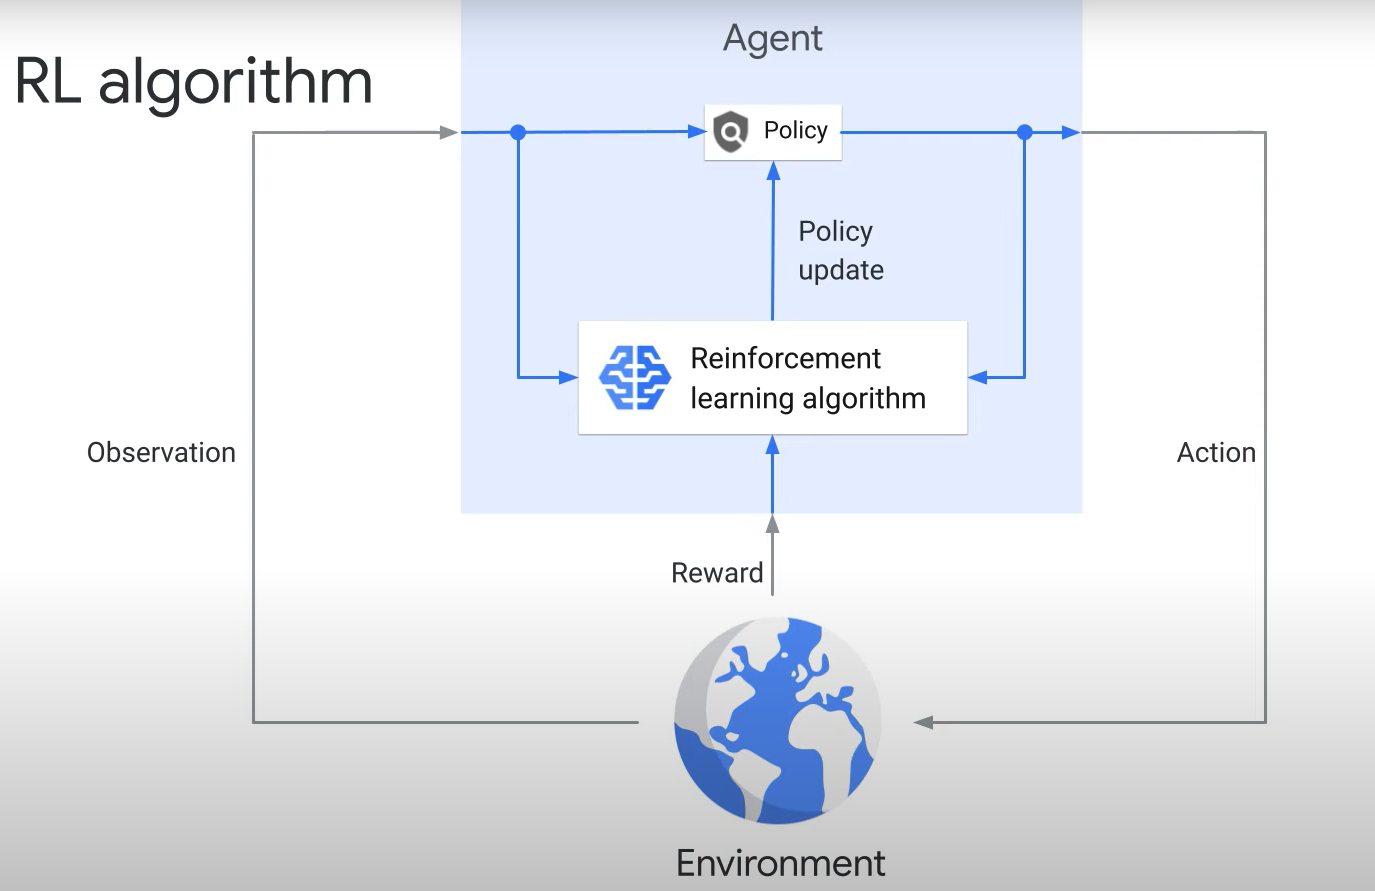 Agent
RL algorithm
Policy
Policy
update
Reinforcement
learning algorithm
Observation
Action
Reward
Environment